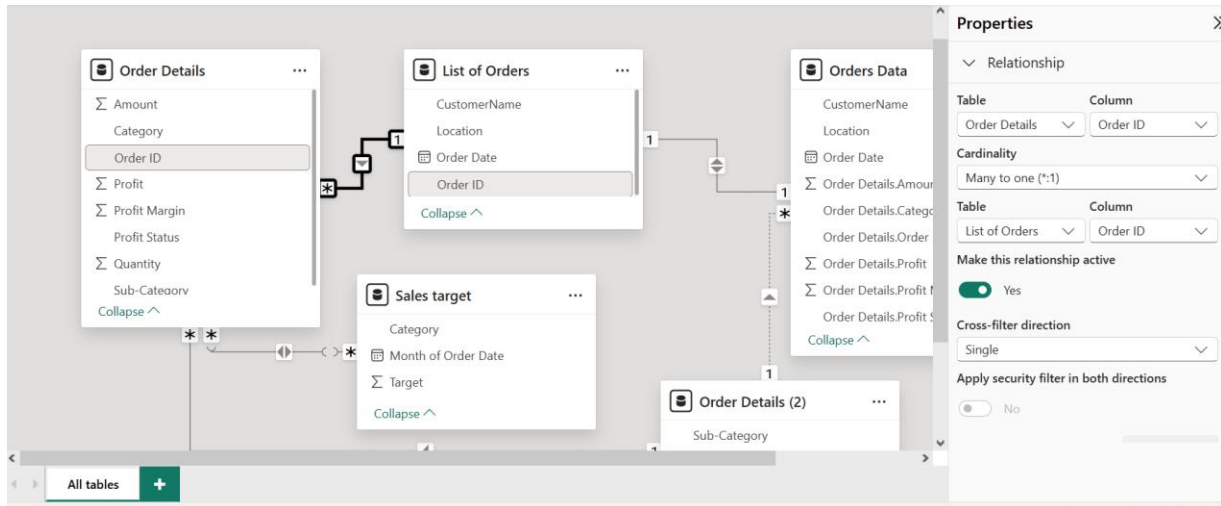 Order Details
Σ Amount
Category
Order ID
Σ Profit
Σ Profit Margin
Profit Status
Σ Quantity
Sub-Category
Collapse
List of Orders
CustomerName
Location
Order Date
Order ID
Collapse
Orders Data
CustomerName
Location
Order Date
Σ Order Details.Amour
Order Details.Catego
Order Details.Order
Σ Order Details.Profit
Σ Order Details.Profit M
Order Details.Profit S
Collapse
*
1
1
1
*
* *
*
1
1
Sales target
Category
Month of Order Date
Σ Target
Collapse
Order Details (2)
Sub-Category
All tables
+
Properties
Relationship
Table Column
Order Details Order ID
Cardinality
Many to one (*:1)
Table Column
List of Orders Order ID
Make this relationship active
Yes
Cross-filter direction
Single
Apply security filter in both directions
No